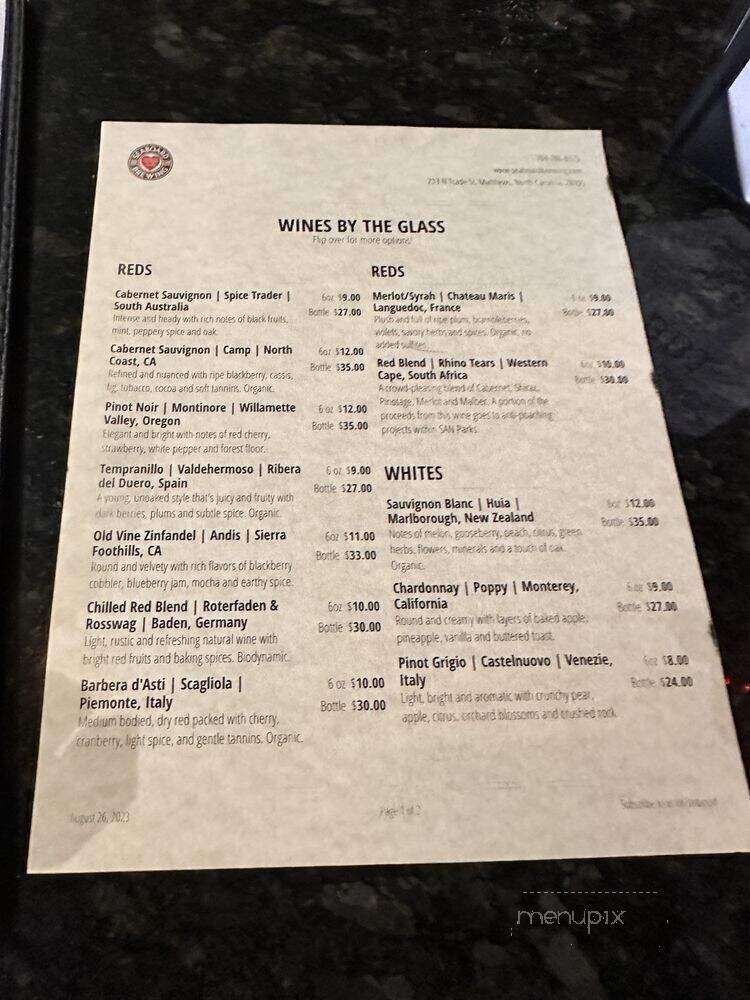 SEABOARD
BREWING
www.seaboardbrewing.com
213 N Trade St, Matthews, North Carolina, 28105
WINES BY THE GLASS
Flip over for more options!
REDS
Cabernet Sauvignon | Spice Trader |
South Australia
6oz $9.00
Bottle $27.00
Intense and heady with rich notes of black fruits,
mint, peppery spice and oak.
Cabernet Sauvignon | Camp | North
Coast, CA
6oz $12.00
Bottle $35.00
Refined and nuanced with ripe blackberry, cassis,
fig, tobacco, cocoa and soft tannins. Organic.
Pinot Noir | Montinore | Willamette
Valley, Oregon
6 oz $12.00
Bottle $35.00
Elegant and bright with notes of red cherry,
strawberry, white pepper and forest floor.
Tempranillo | Valdehermoso | Ribera
del Duero, Spain
6 oz $9.00
Bottle $27.00
A young, unoaked style that's juicy and fruity with
dark berries, plums and subtle spice. Organic.
Old Vine Zinfandel | Andis | Sierra
Foothills, CA
6oz $11.00
Bottle $33.00
Round and velvety with rich flavors of blackberry
cobbler, blueberry jam, mocha and earthy spice.
Chilled Red Blend | Roterfaden &
Rosswag | Baden, Germany
6oz $10.00
Bottle $30.00
Light, rustic and refreshing natural wine with
bright red fruits and baking spices. Biodynamic.
Barbera d'Asti | Scagliola |
Piemonte, Italy
6 oz $10.00
Bottle $30.00
Medium bodied, dry red packed with cherry,
cranberry, light spice, and gentle tannins. Organic.
REDS
Merlot/Syrah | Chateau Maris |
Languedoc, France
6 oz $9.00
Bottle $27.00
Plush and full of ripe plum, brambleberries,
violets, savory herbs and spices. Organic, no
added sulfites.
Red Blend | Rhino Tears | Western
Cape, South Africa
6oz $10.00
Bottle $30.00
A crowd-pleasing blend of Cabernet, Shiraz,
Pinotage, Merlot and Malbec. A portion of the
proceeds from this wine goes to anti-poaching
projects within SAN Parks.
WHITES
Sauvignon Blanc | Huia |
Marlborough, New Zealand
6oz $12.00
Bottle $35.00
Notes of melon, gooseberry, peach, citrus, green
herbs, flowers, minerals and a touch of oak.
Organic.
Chardonnay | Poppy | Monterey,
California
6 oz $9.00
Bottle $27.00
Round and creamy with layers of baked apple,
pineapple, vanilla and buttered toast.
Pinot Grigio | Castelnuovo | Venezie,
Italy
6oz $8.00
Bottle $24.00
Light, bright and aromatic with crunchy pear,
apple, citrus, orchard blossoms and crushed rock.
August 26, 2023
Page 1 of 2
menupix